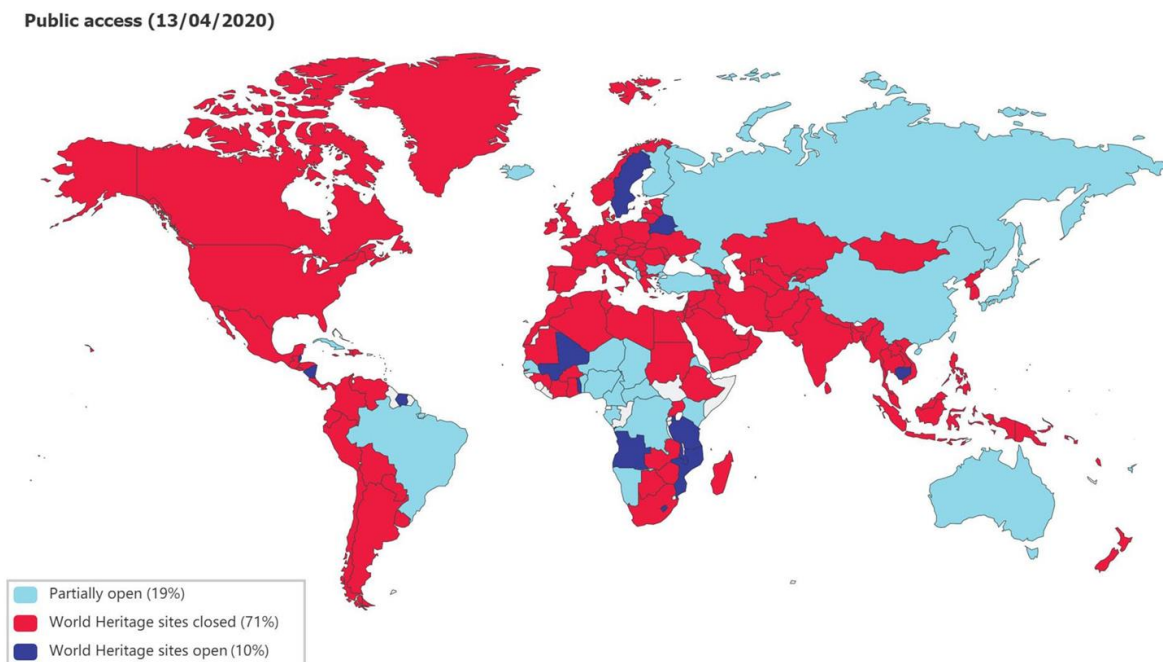 Public access (13/04/2020)
Partially open (19%)
World Heritage sites closed (71%)
World Heritage sites open (10%)